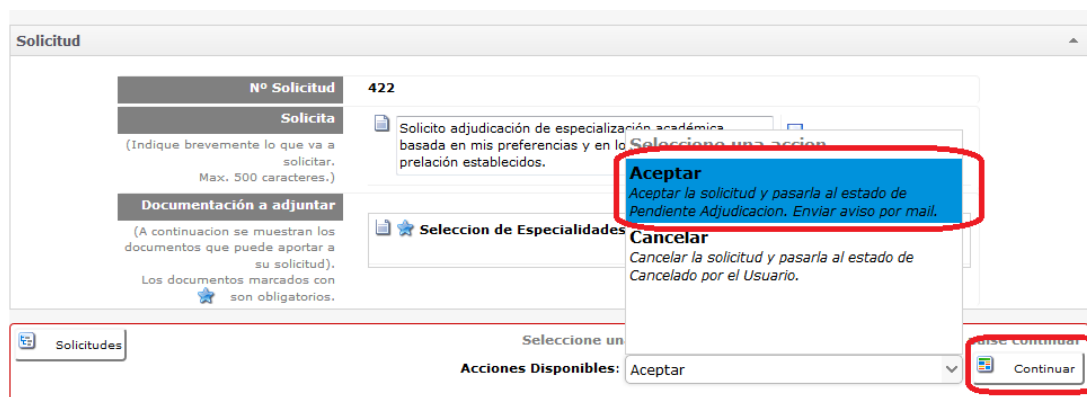 Solicitud
Nº Solicitud
422
Solicita
(Indique brevemente lo que va a
solicitar.
Max. 500 caracteres.)
Solicito adjudicación de especialización académica
basada en mis preferencias y en lo
prelación establecidos.
Seleccione una accion
Aceptar
Aceptar la solicitud y pasarla al estado de
Pendiente Adjudicacion. Enviar aviso por mail.
Cancelar
Cancelar la solicitud y pasarla al estado de
Cancelado por el Usuario.
Documentación a adjuntar
(A continuacion se muestran los
documentos que puede aportar a
su solicitud).
Los documentos marcados con
son obligatorios.
Seleccion de Especialidades
Solicitudes
Seleccione un
continuar
Acciones Disponibles:
Aceptar
Continuar